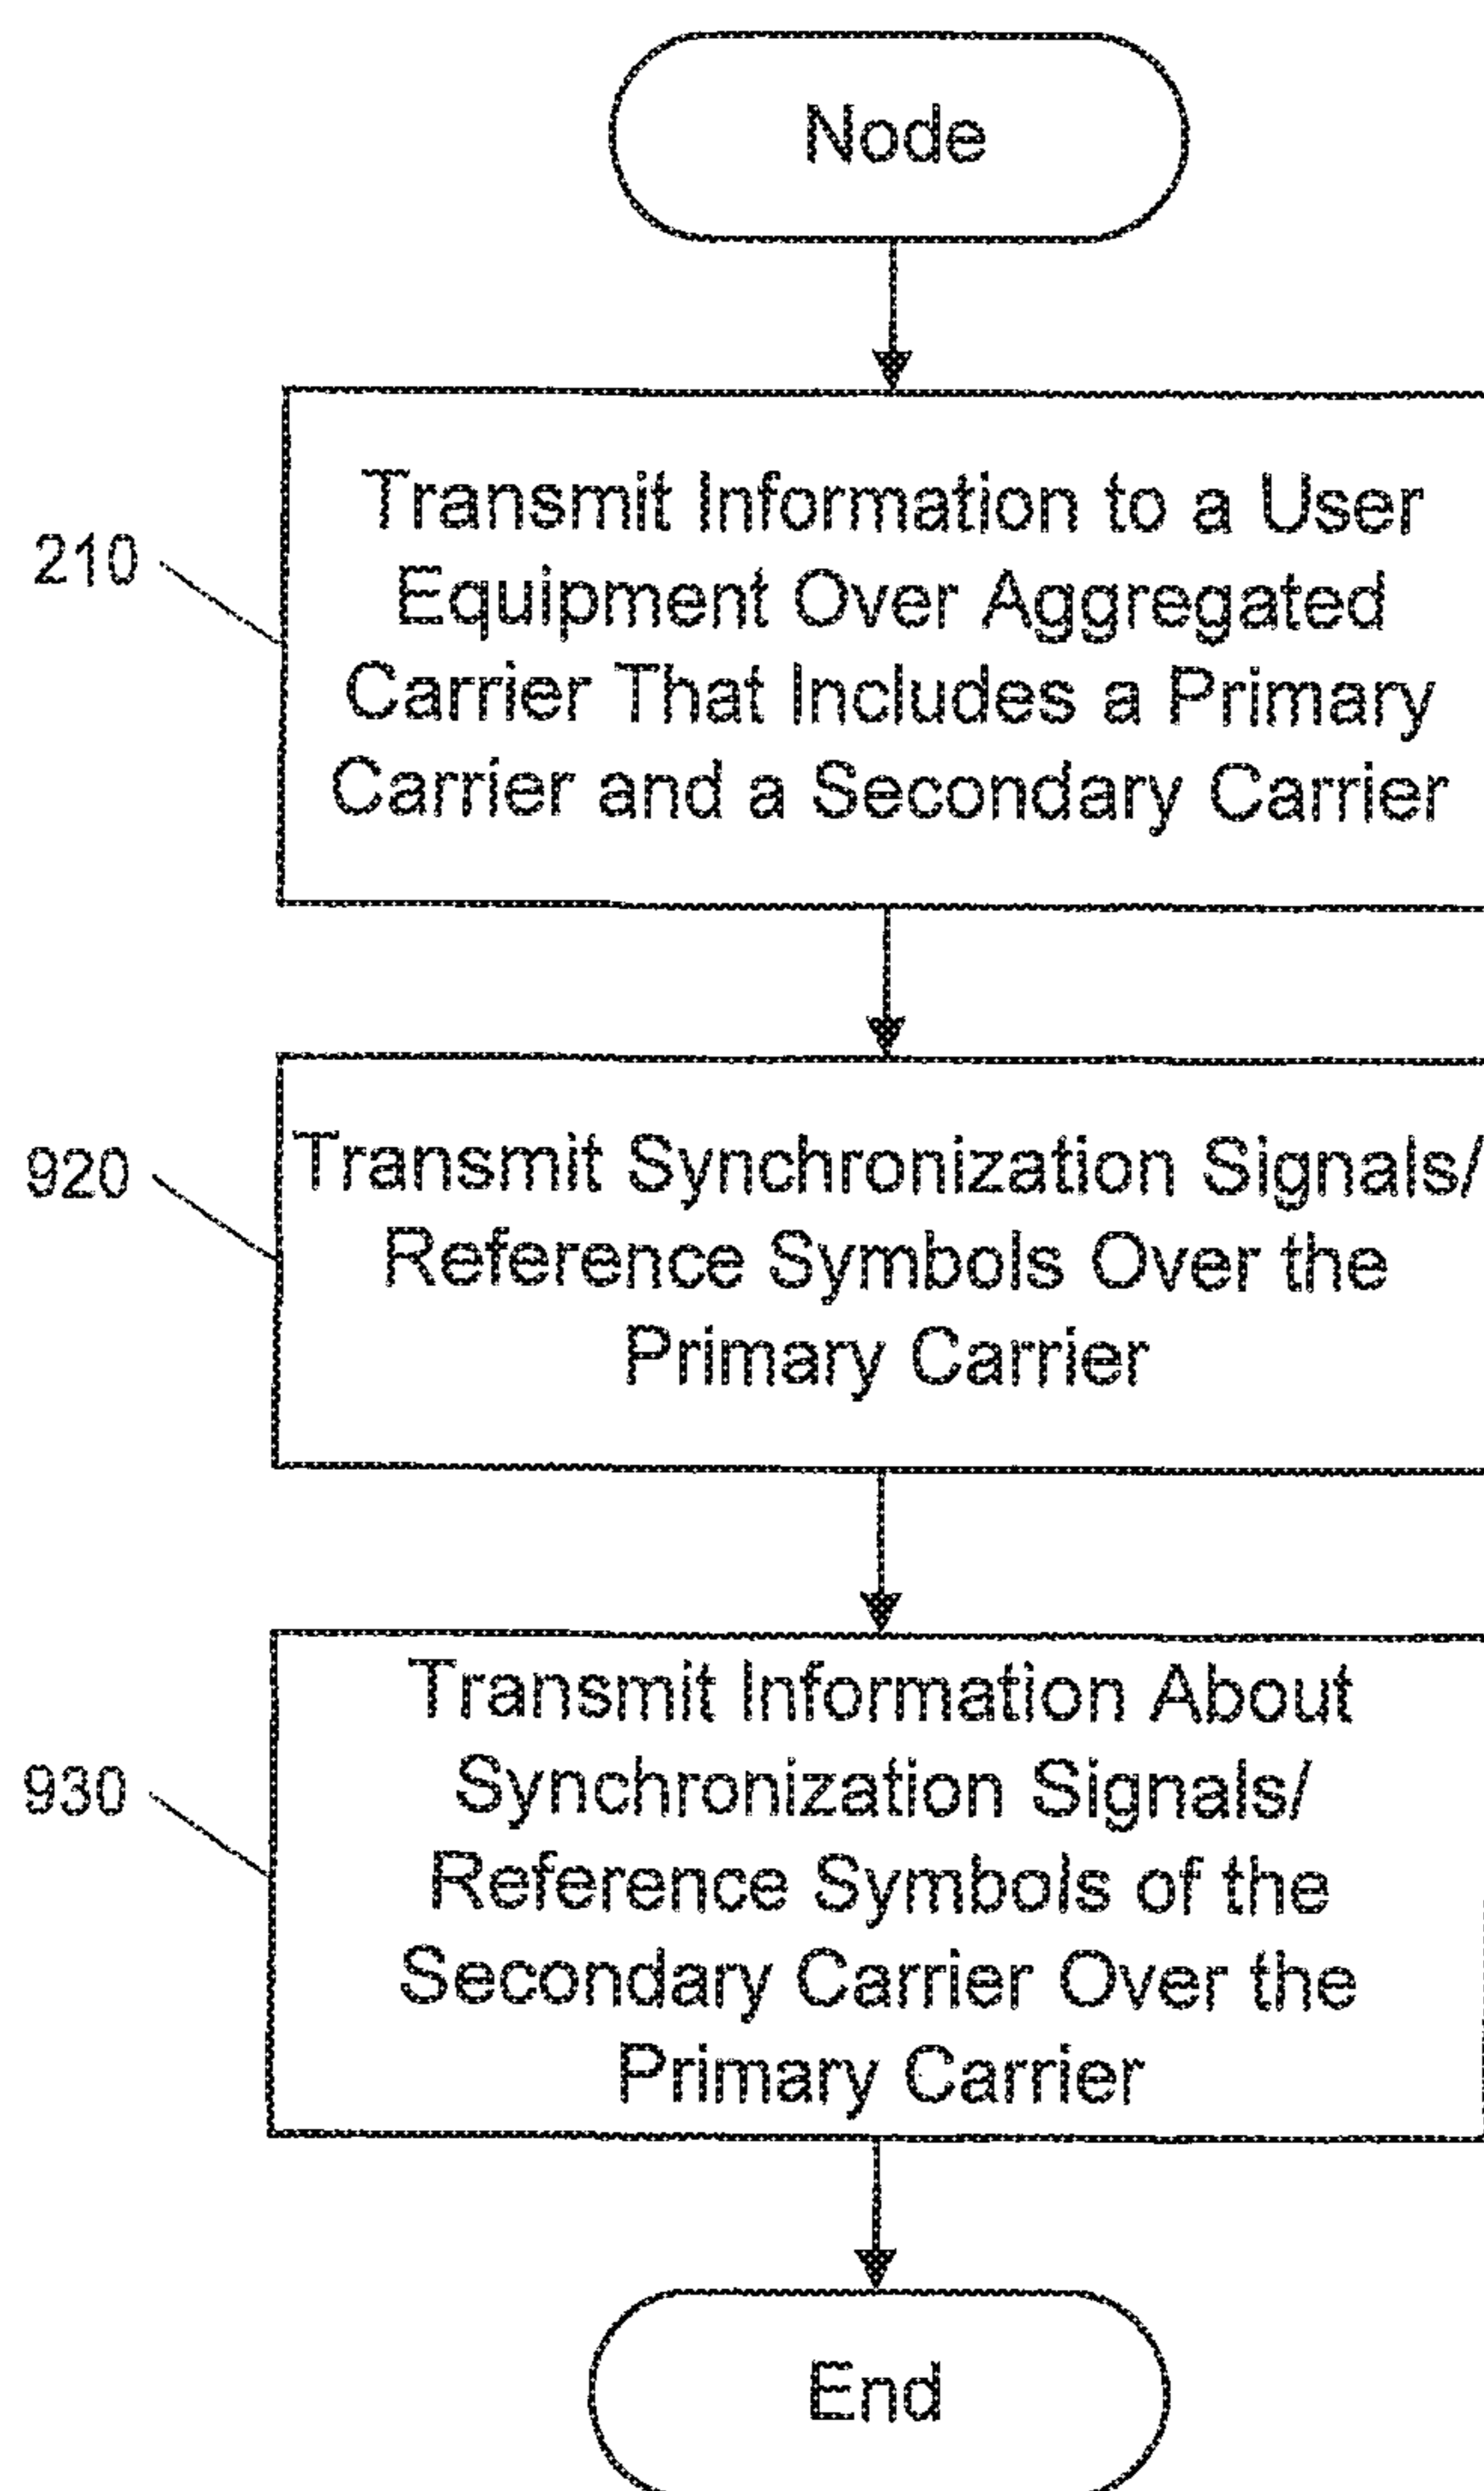 Node
210
Transmit Information to a User
Equipment Over Aggregated
Carrier That Includes a Primary
Carrier and a Secondary Carrier
920
Transmit Synchronization Signals/
Reference Symbols Over the
Primary Carrier
930
Transmit Information About
Synchronization Signals/
Reference Symbols of the
Secondary Carrier Over the
Primary Carrier
End